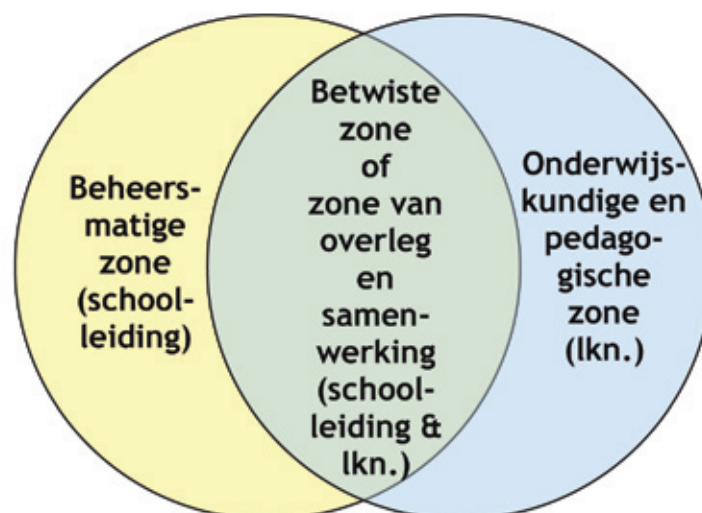 Beheers-
matige
zone
(school-
leiding)
Betwiste
zone
of
zone van
overleg
en
samen-
werking
(school-
leiding &
lkn.)
Onderwijs-
kundige en
pedago-
gische
zone
(lkn.)